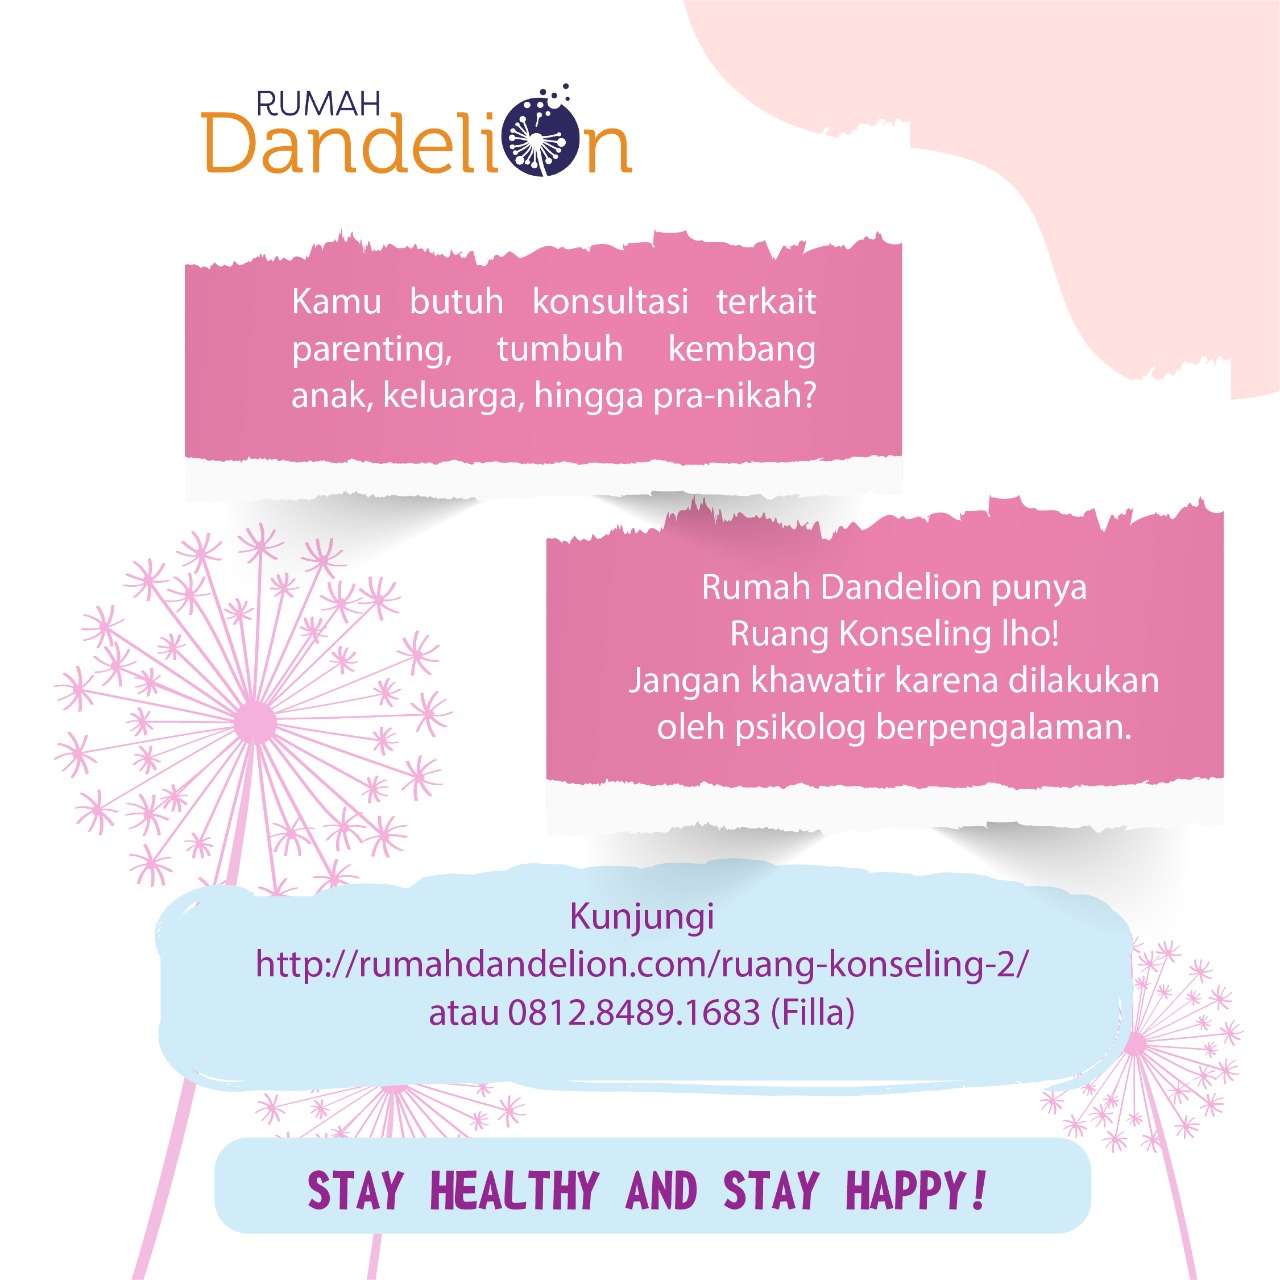 RUMAH
Dandelion
Kamu butuh konsultasi terkait
parenting, tumbuh kembang
anak, keluarga, hingga pra-nikah?
Rumah Dandelion punya
Ruang Konseling lho!
Jangan khawatir karena dilakukan
oleh psikolog berpengalaman.
Kunjungi
http://rumahdandelion.com/ruang-konseling-2/
atau 0812.8489.1683 (Filla)
STAY HEALTHY AND STAY HAPPY!